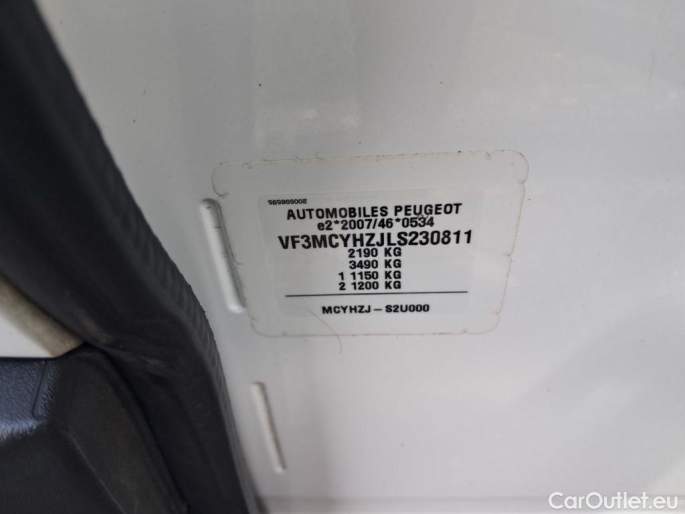 AUTOMOBILES PEUGEOT
e2*2007/46*0534
VF3MCYHZJLS230811
2190 KG
3490 KG
1 1150 KG
2 1200 KG
MCYHZJ - S2U000
CarOutlet.eu